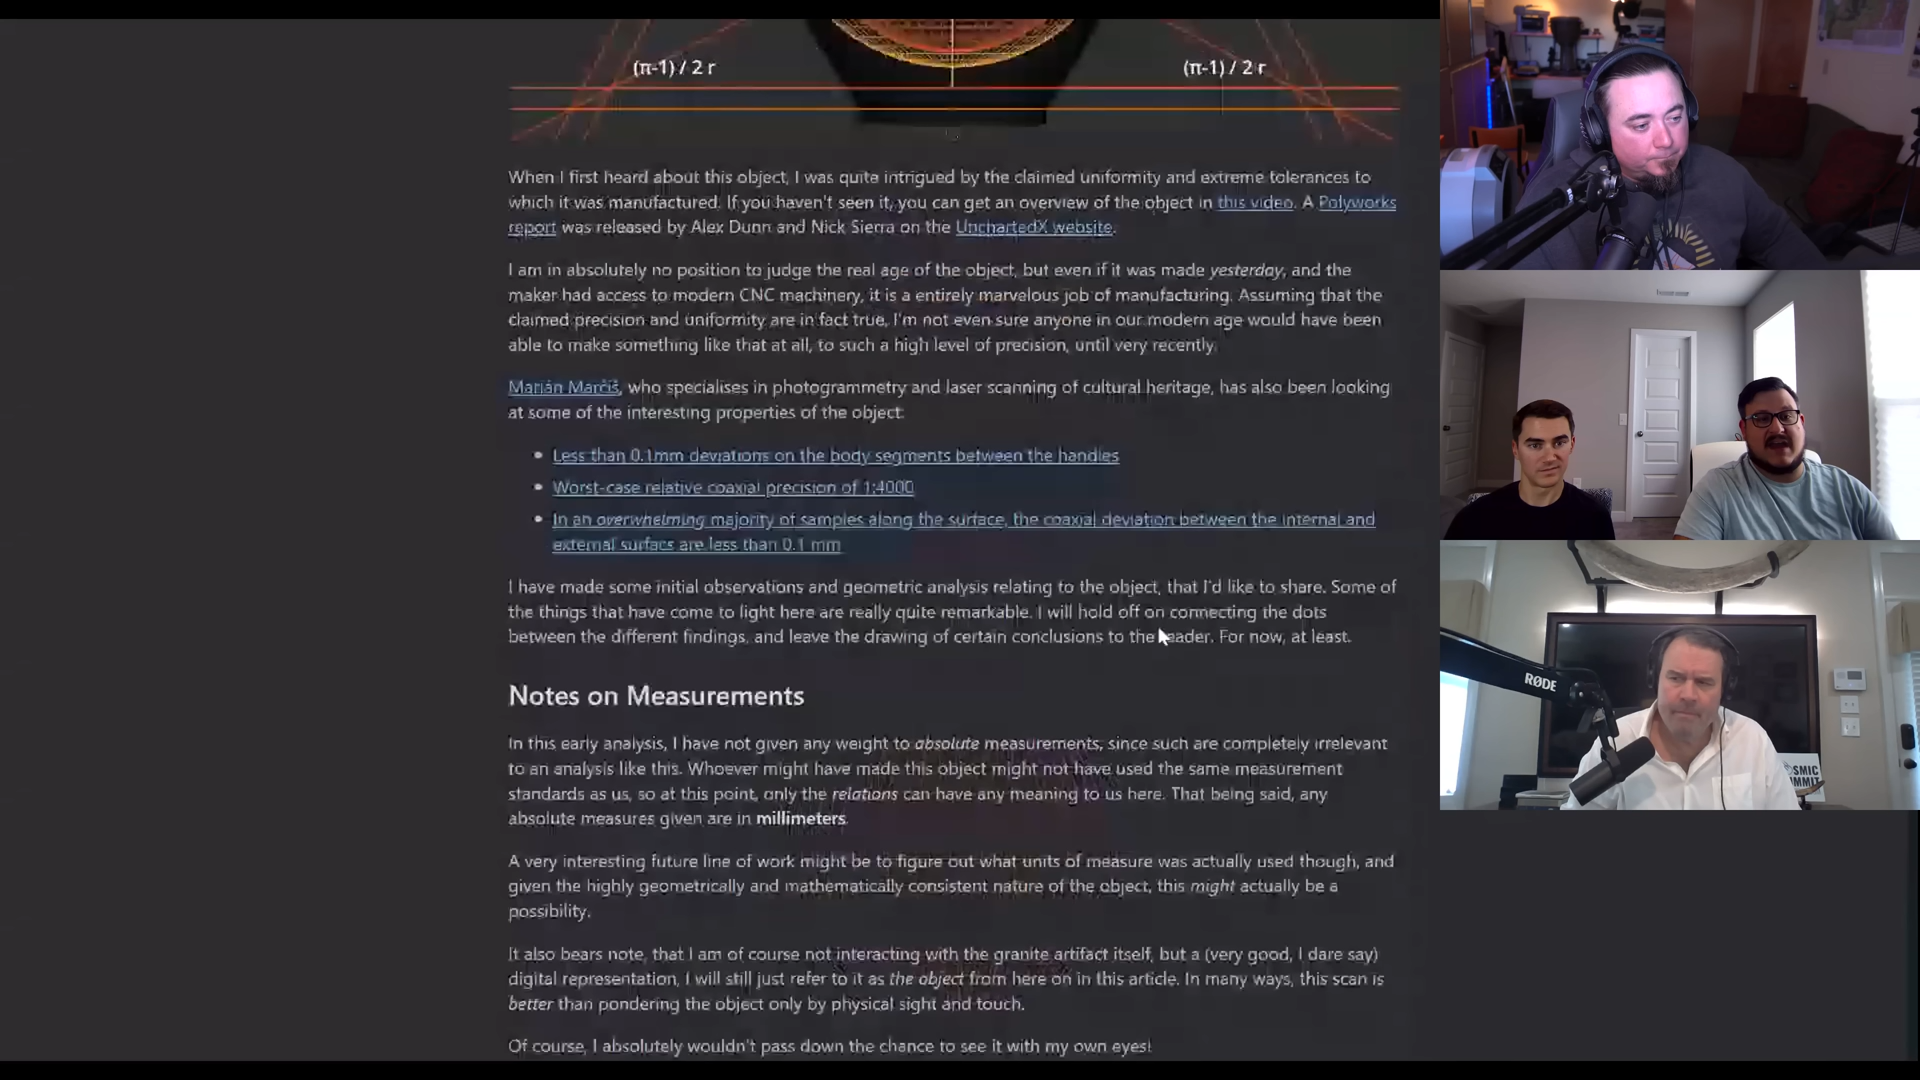 (π-1) / 2 r
(π-1) / 2 r
When I first heard about this object, I was quite intrigued by the claimed uniformity and extreme tolerances to
which it was manufactured. If you haven't seen it, you can get an overview of the object in this video. A Polyworks
report was released by Alex Dunn and Nick Sierra on the UnchartedX website.
I am in absolutely no position to judge the real age of the object, but even if it was made yesterday, and the
maker had access to modern CNC machinery, it is a entirely marvelous job of manufacturing. Assuming that the
claimed precision and uniformity are in fact true, I'm not even sure anyone in our modern age would have been
able to make something like that at all, to such a high level of precision, until very recently.
Marián Marčiš, who specialises in photogrammetry and laser scanning of cultural heritage, has also been looking
at some of the interesting properties of the object:
Less than 0.1mm deviations on the body segments between the handles
Worst-case relative coaxial precision of 1:4000
In an overwhelming majority of samples along the surface, the coaxial deviation between the internal and
external surfacs are less than 0.1 mm
I have made some initial observations and geometric analysis relating to the object, that I'd like to share. Some of
the things that have come to light here are really quite remarkable. I will hold off on connecting the dots
between the different findings, and leave the drawing of certain conclusions to the reader. For now, at least.
Notes on Measurements
In this early analysis, I have not given any weight to absolute measurements, since such are completely irrelevant
to an analysis like this. Whoever might have made this object might not have used the same measurement
standards as us, so at this point, only the relations can have any meaning to us here. That being said, any
absolute measures given are in millimeters.
A very interesting future line of work might be to figure out what units of measure was actually used though, and
given the highly geometrically and mathematically consistent nature of the object, this might actually be a
possibility.
It also bears note, that I am of course not interacting with the granite artifact itself, but a (very good, I dare say)
digital representation, I will still just refer to it as the object from here on in this article. In many ways, this scan is
better than pondering the object only by physical sight and touch.
Of course, I absolutely wouldn't pass down the chance to see it with my own eyes!
RØDE